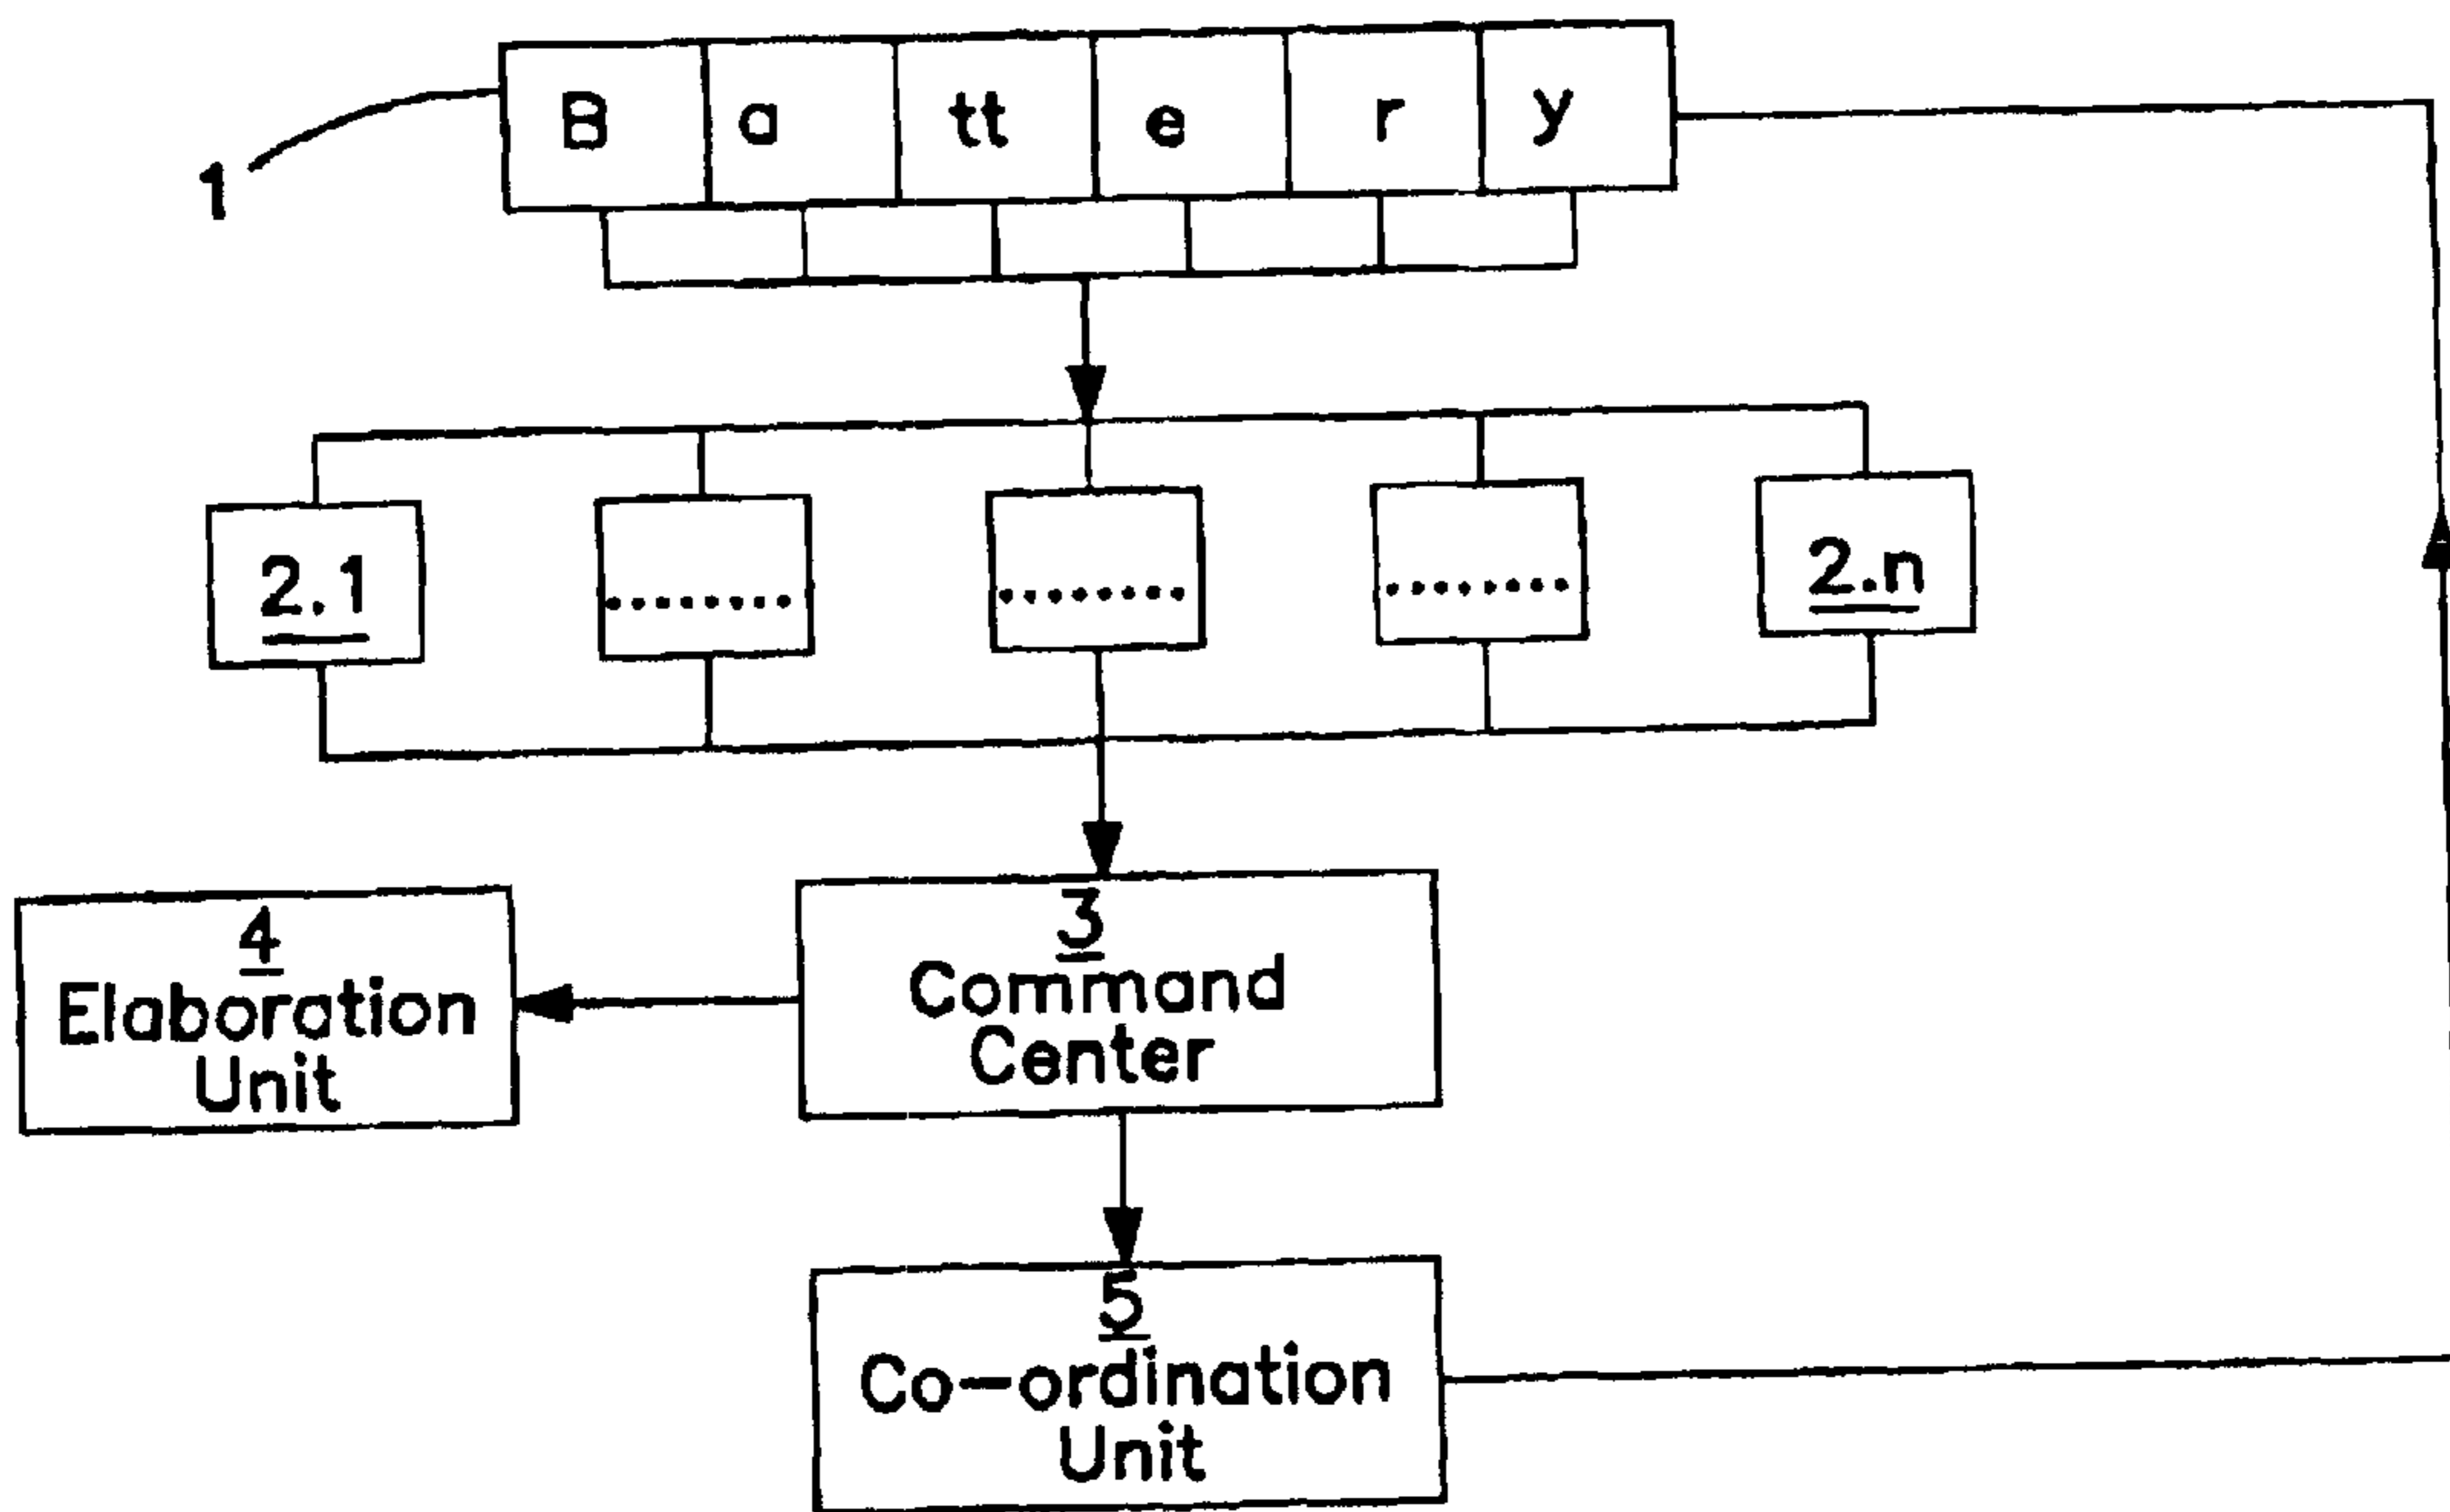 B a tt e r y
1
2.1 ........ ........ ........ 2.n
4
Elaboration
Unit
3
Command
Center
5
Co-ordination
Unit